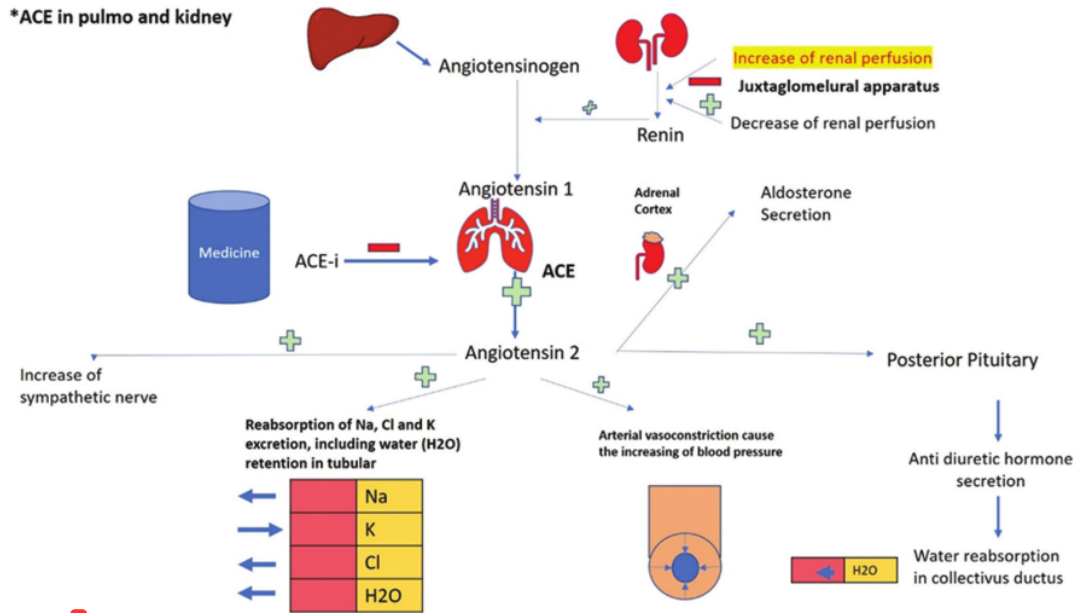 *ACE in pulmo and kidney
Angiotensinogen
Increase of renal perfusion
Juxtaglomelural apparatus
Decrease of renal perfusion
Renin
Angiotensin 1
Adrenal
Cortex
Aldosterone
Secretion
Medicine
ACE-i
ACE
Angiotensin 2
Posterior Pituitary
Increase of
sympathetic nerve
Reabsorption of Na, Cl and K
excretion, including water (H2O)
retention in tubular
Arterial vasoconstriction cause
the increasing of blood pressure
Anti diuretic hormone
secretion
Na
K
Cl
H2O
H2O
Water reabsorption
in collectivus ductus